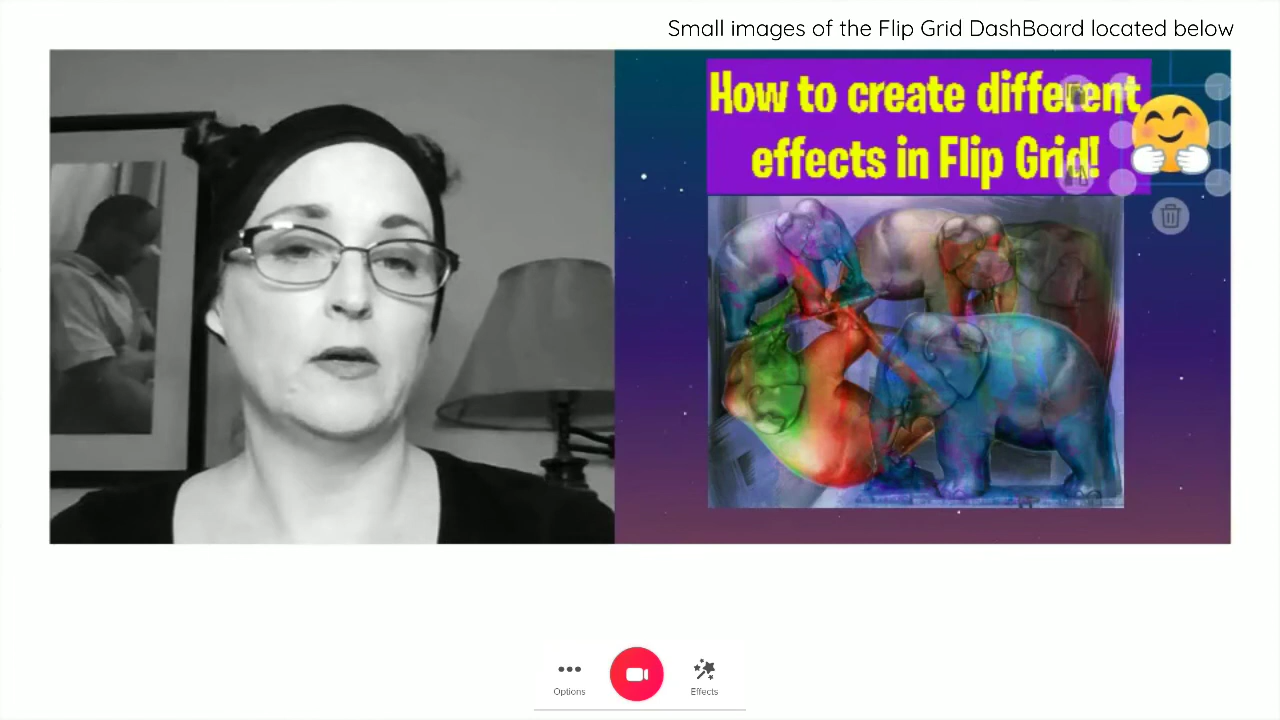 Small images of the Flip Grid DashBoard located below
How to create different
effects in Flip Grid!
Options
Effects